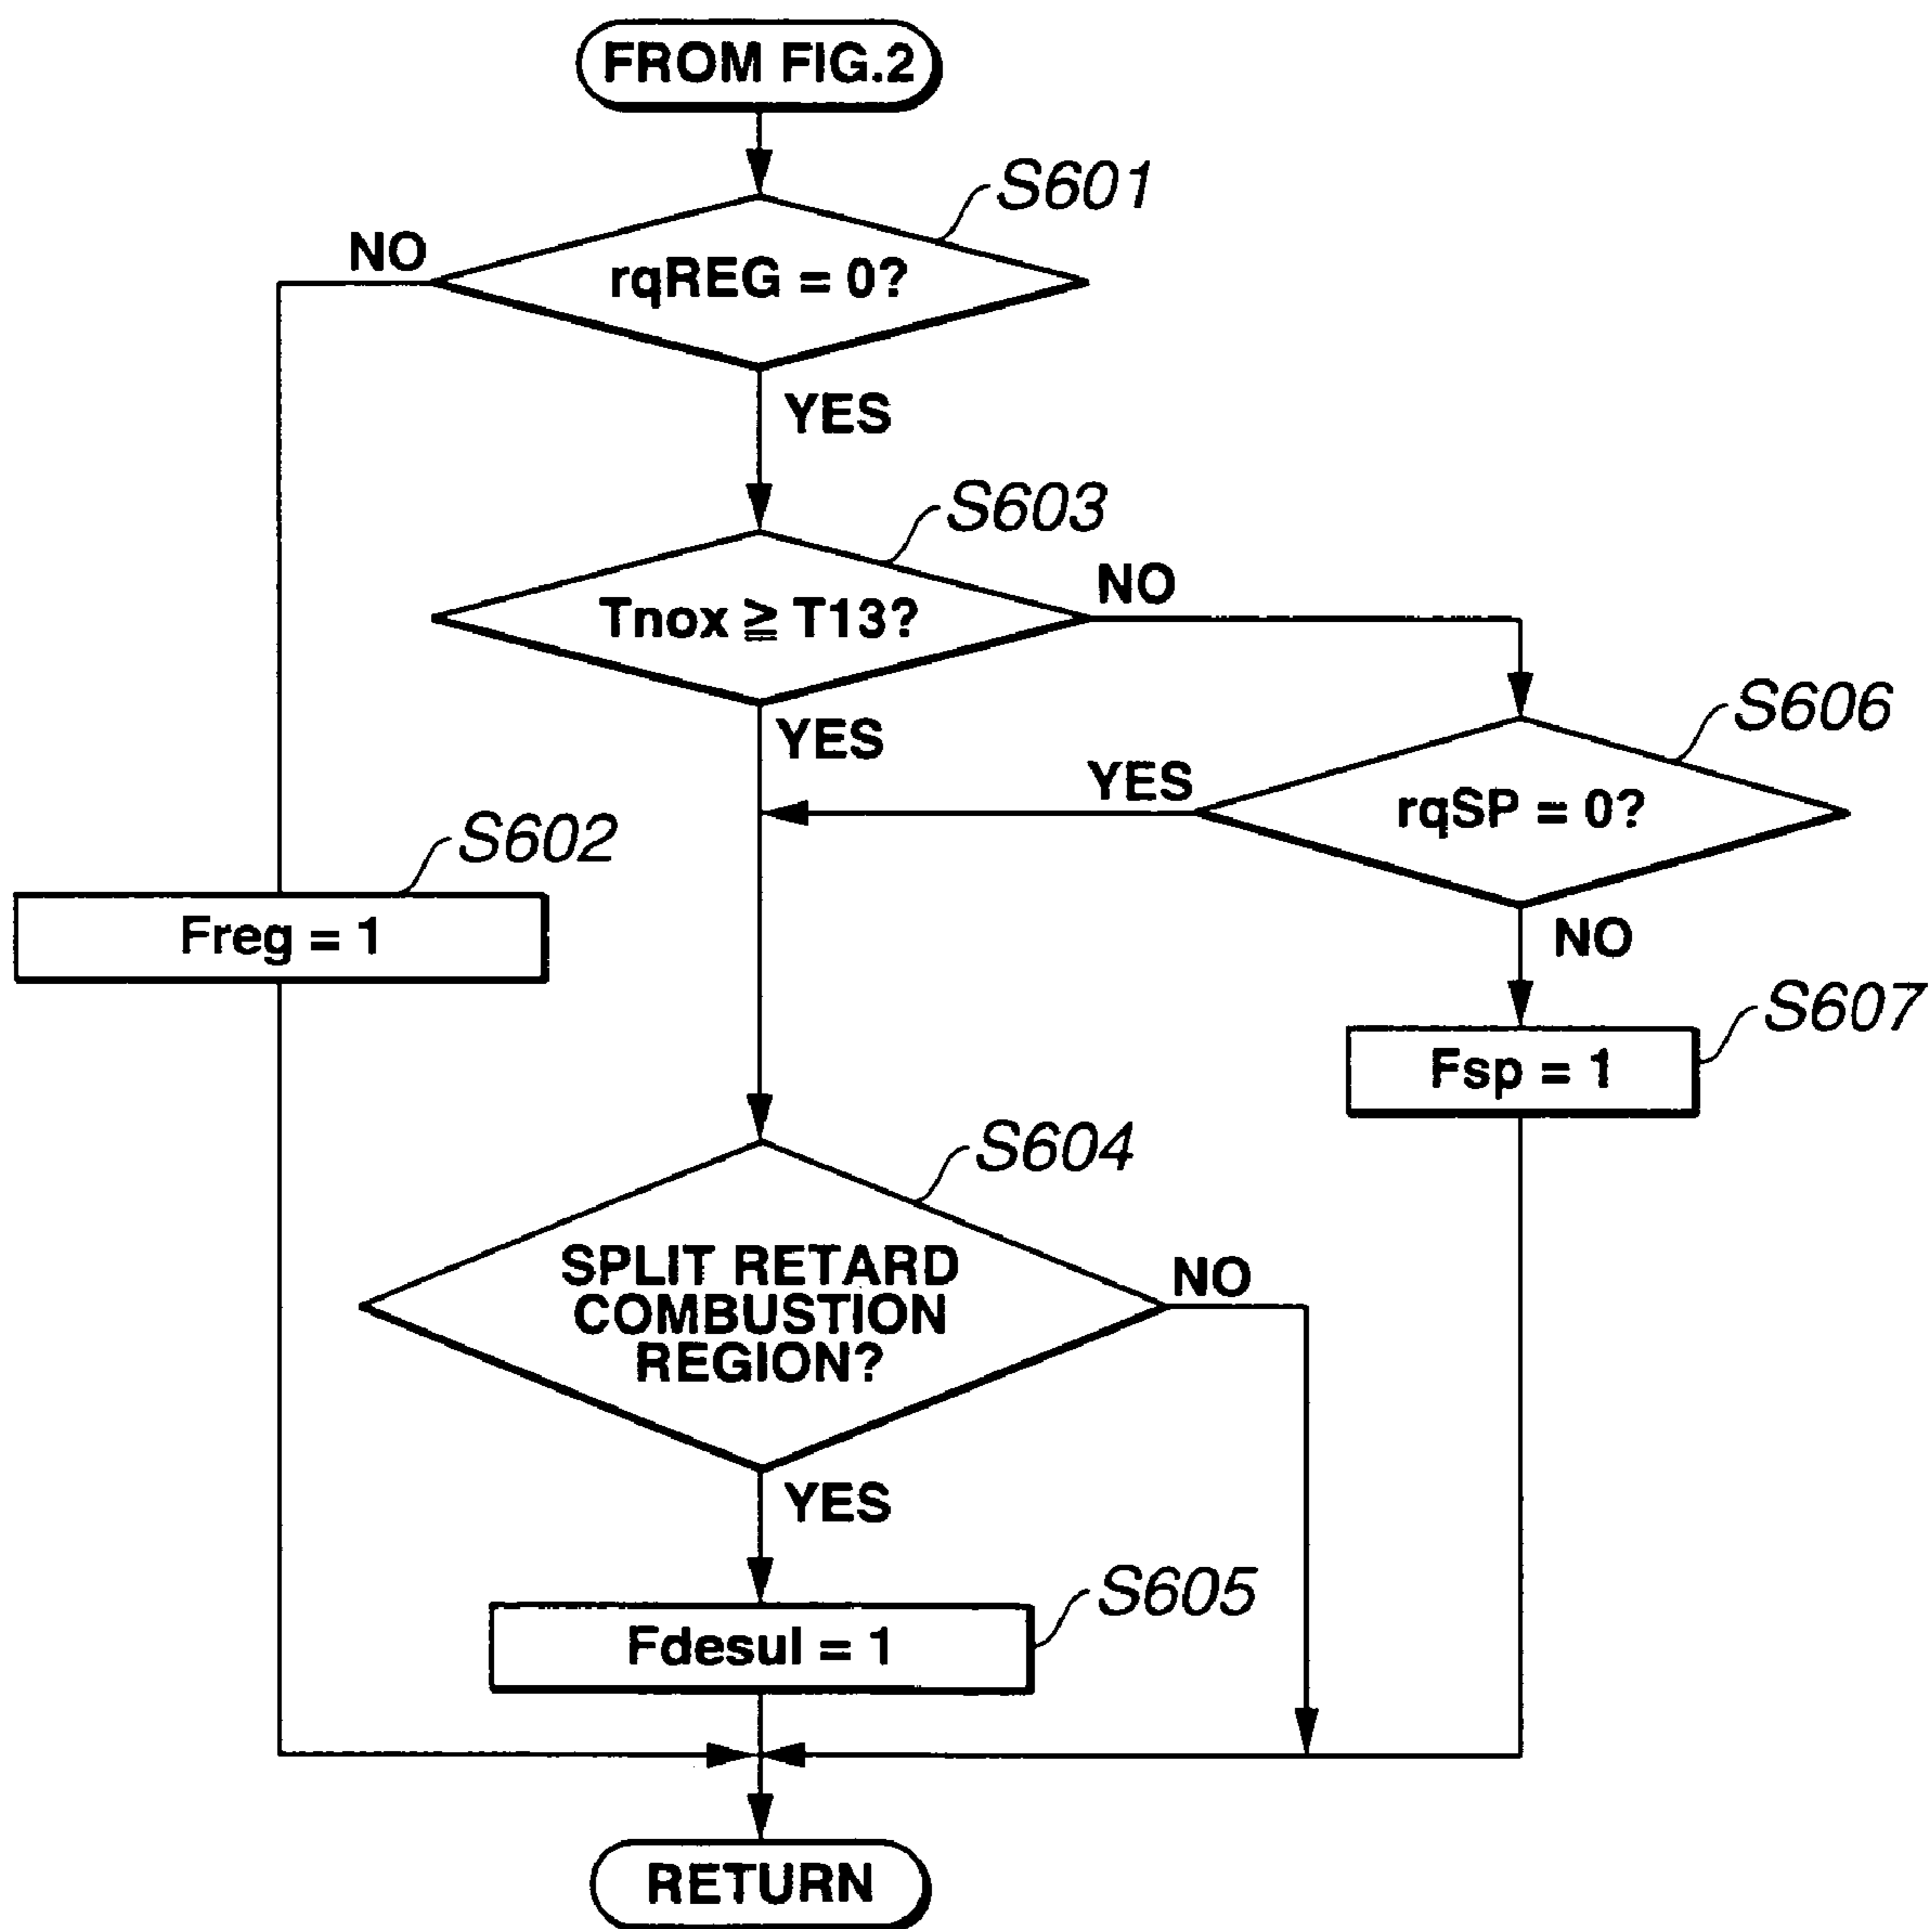 FROM FIG.2
S601
NO
rqREG = 0?
YES
S603
NO
Tnox ≧ T13?
YES
S606
YES
rqSP = 0?
S602
Freg = 1
NO
S607
Fsp = 1
S604
SPLIT RETARD
COMBUSTION
REGION?
NO
YES
S605
Fdesul = 1
RETURN